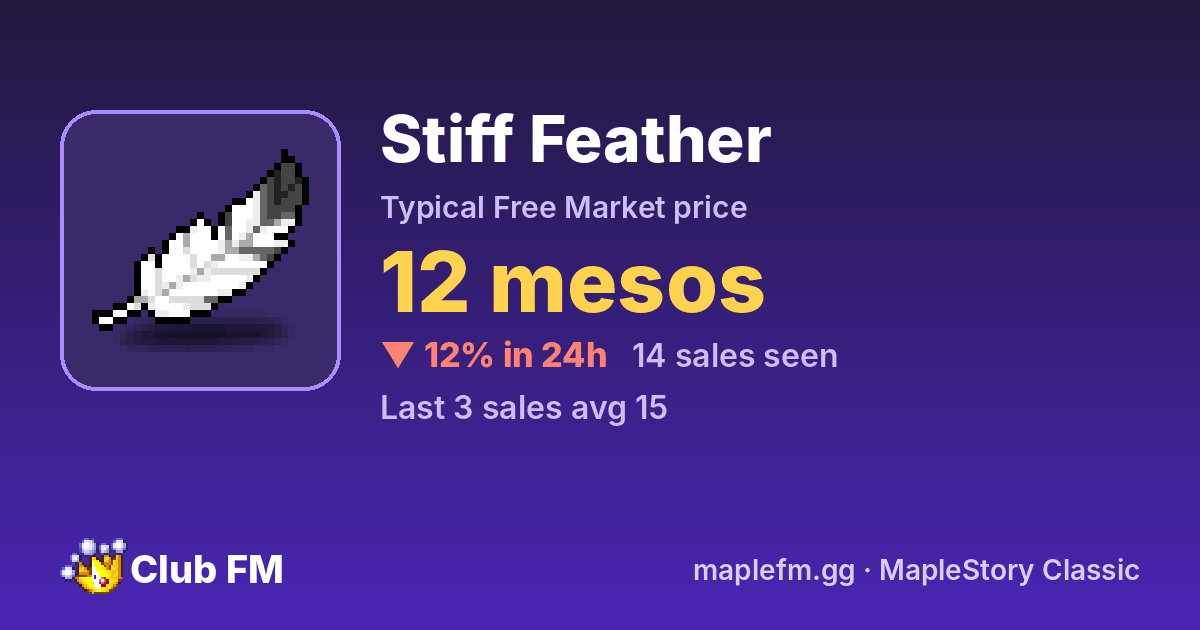 Stiff Feather
Typical Free Market price
12 mesos
▼ 12% in 24h 14 sales seen
Last 3 sales avg 15
Club FM
maplefm.gg · MapleStory Classic